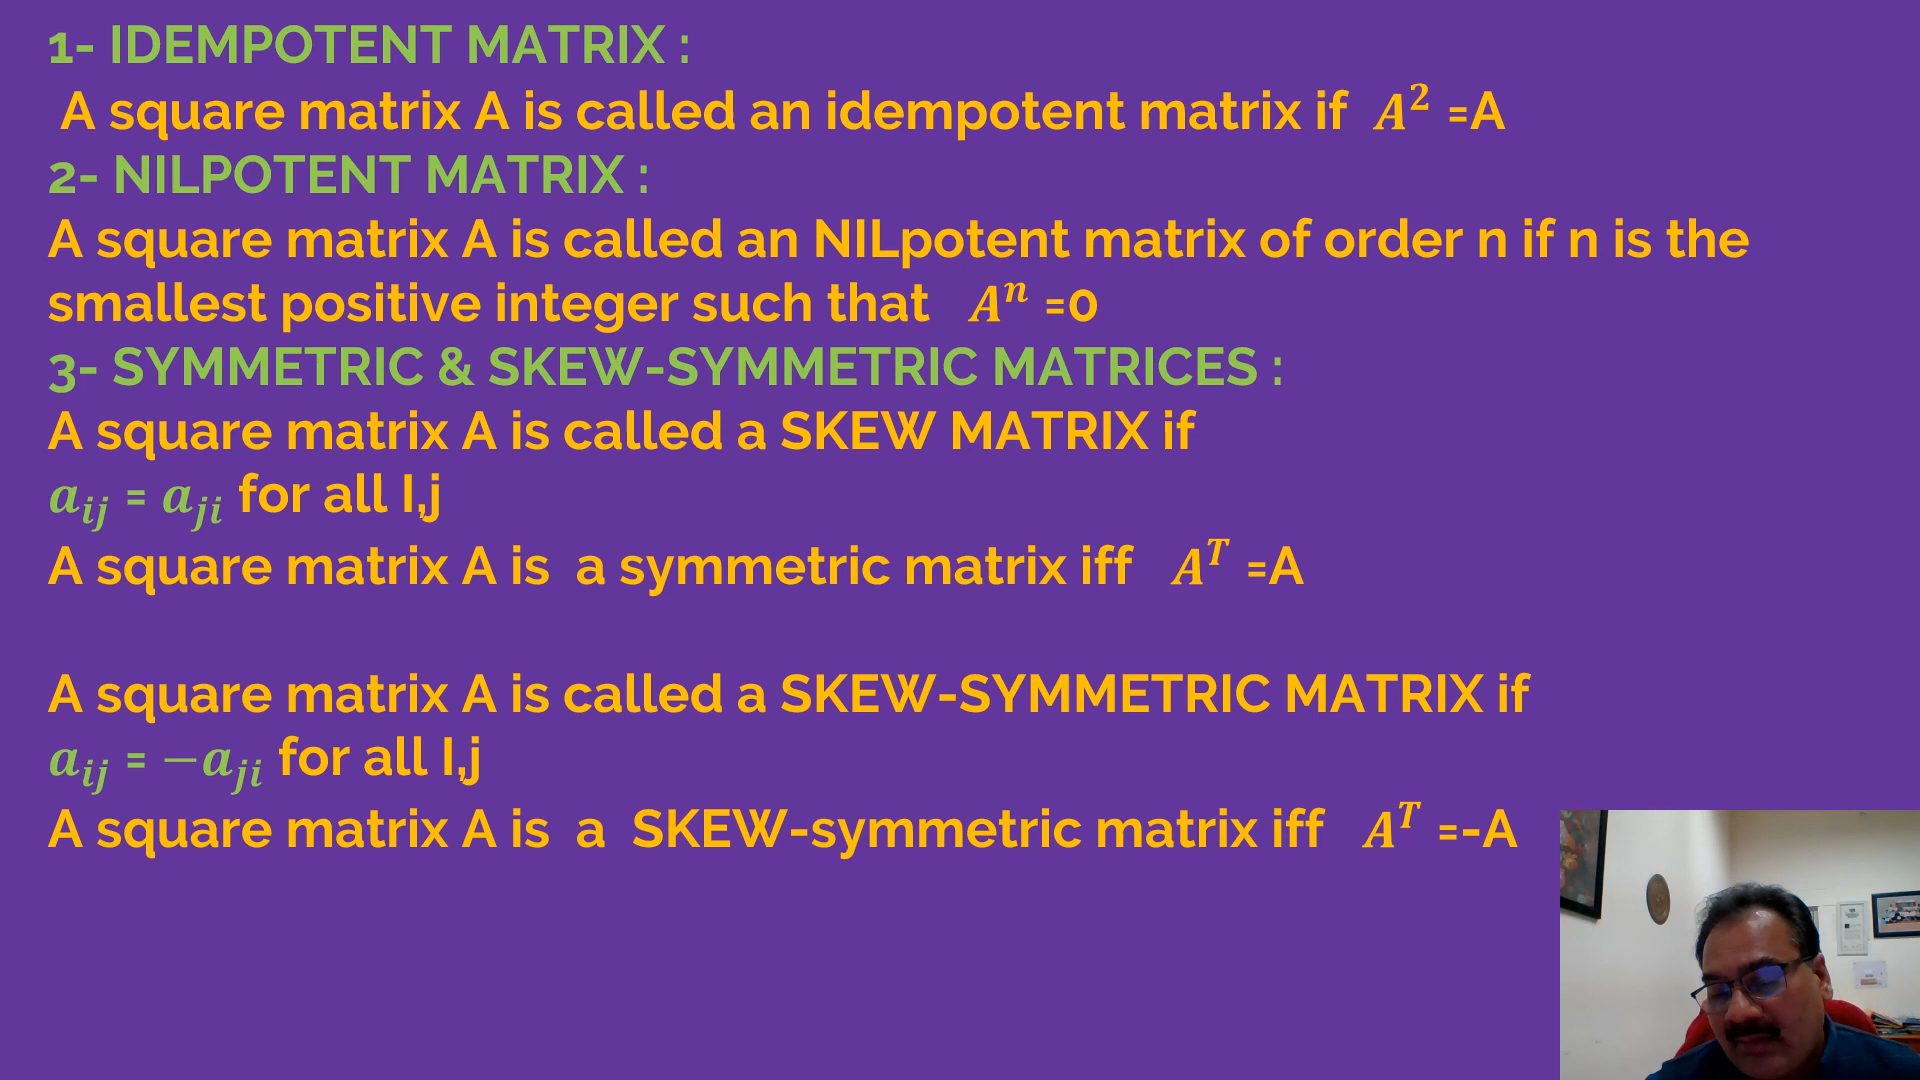 1- IDEMPOTENT MATRIX :
A square matrix A is called an idempotent matrix if A² =A
2- NILPOTENT MATRIX :
A square matrix A is called an NILpotent matrix of order n if n is the
smallest positive integer such that Aⁿ =0
3- SYMMETRIC & SKEW-SYMMETRIC MATRICES :
A square matrix A is called a SKEW MATRIX if
aᵢⱼ = aⱼᵢ for all I,j
A square matrix A is a symmetric matrix iff Aᵀ =A
A square matrix A is called a SKEW-SYMMETRIC MATRIX if
aᵢⱼ = −aⱼᵢ for all I,j
A square matrix A is a SKEW-symmetric matrix iff Aᵀ =-A